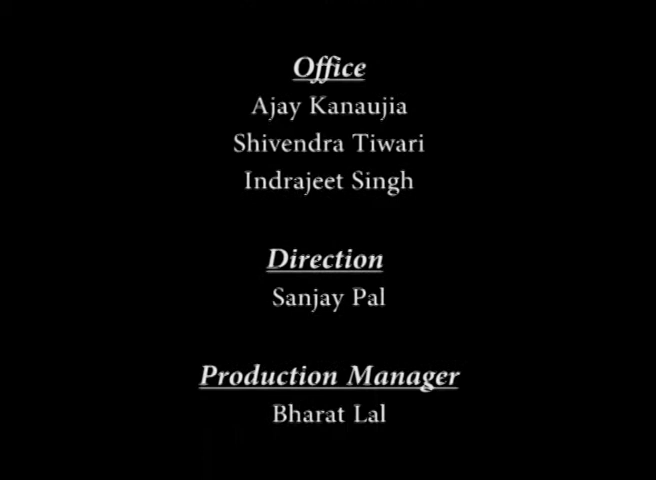 Office
Ajay Kanaujia
Shivendra Tiwari
Indrajeet Singh
Direction
Sanjay Pal
Production Manager
Bharat Lal